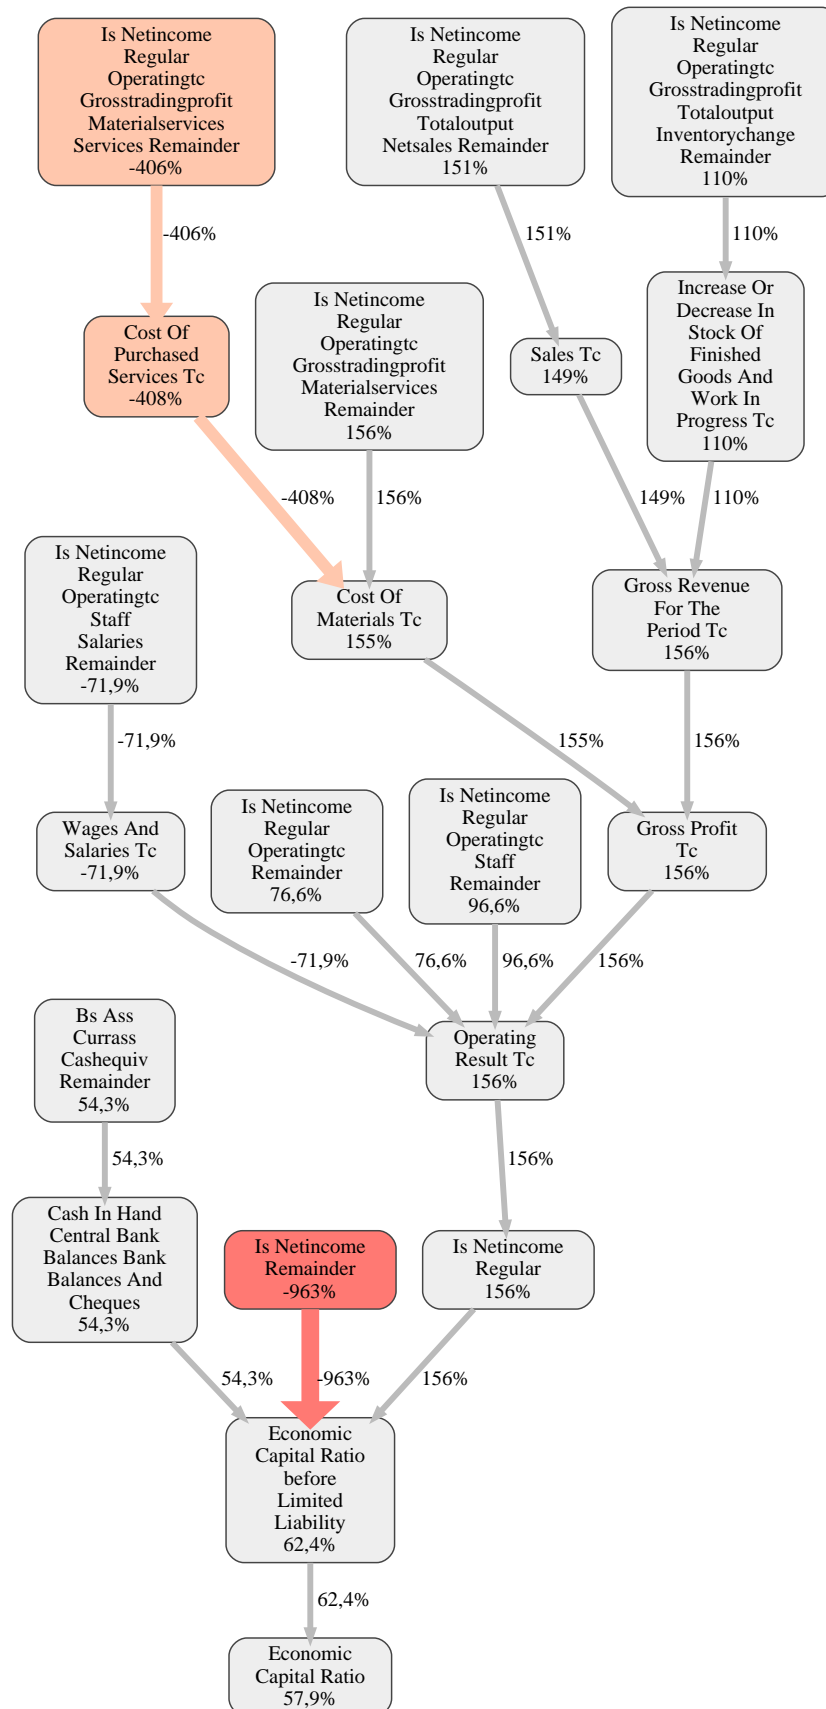 Is Netincome
Regular
Operatingtc
Grosstradingprofit
Materialservices
Services Remainder
-406%
Is Netincome
Regular
Operatingtc
Grosstradingprofit
Totaloutput
Netsales Remainder
151%
Is Netincome
Regular
Operatingtc
Grosstradingprofit
Totaloutput
Inventorychange
Remainder
110%
-406%
151%
110%
Cost Of
Purchased
Services Tc
-408%
Is Netincome
Regular
Operatingtc
Grosstradingprofit
Materialservices
Remainder
156%
Sales Tc
149%
Increase Or
Decrease In
Stock Of
Finished
Goods And
Work In
Progress Tc
110%
-408%
156%
149%
110%
Is Netincome
Regular
Operatingtc
Staff
Salaries
Remainder
-71,9%
Cost Of
Materials Tc
155%
Gross Revenue
For The
Period Tc
156%
-71,9%
155%
156%
Wages And
Salaries Tc
-71,9%
Is Netincome
Regular
Operatingtc
Remainder
76,6%
Is Netincome
Regular
Operatingtc
Staff
Remainder
96,6%
Gross Profit
Tc
156%
-71,9%
76,6%
96,6%
156%
Bs Ass
Currass
Cashequiv
Remainder
54,3%
Operating
Result Tc
156%
54,3%
156%
Cash In Hand
Central Bank
Balances Bank
Balances And
Cheques
54,3%
Is Netincome
Remainder
-963%
Is Netincome
Regular
156%
54,3%
-963%
156%
Economic
Capital Ratio
before
Limited
Liability
62,4%
62,4%
Economic
Capital Ratio
57,9%